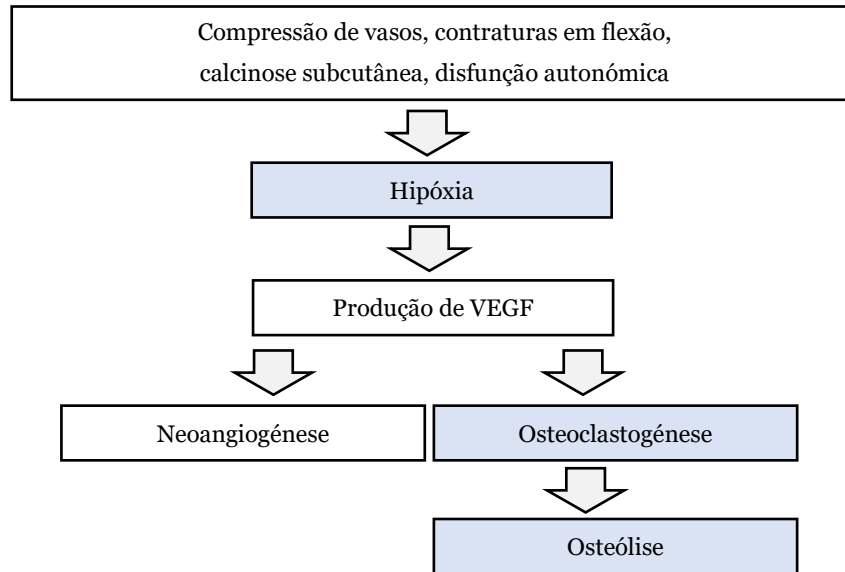 Compressão de vasos, contraturas em flexão,
calcinose subcutânea, disfunção autonómica
Hipóxia
Produção de VEGF
Neoangiogénese
Osteoclastogénese
Osteólise